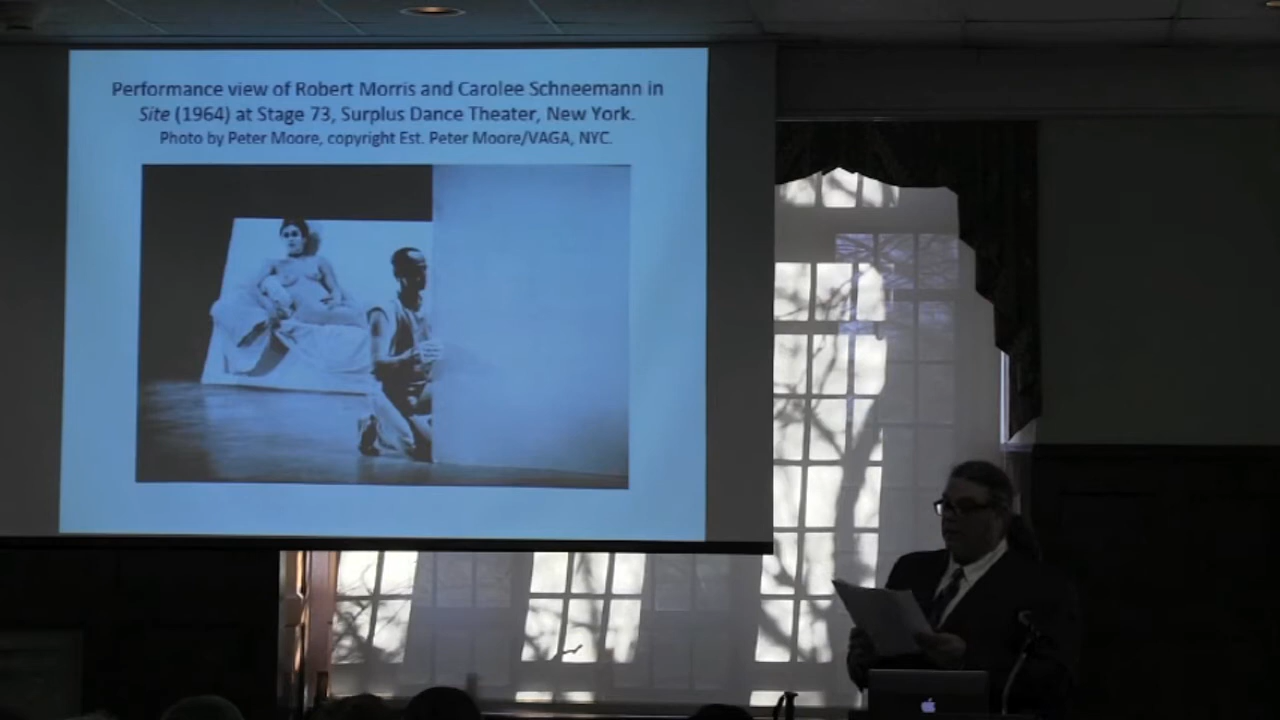 Performance view of Robert Morris and Carolee Schneemann in
Site (1964) at Stage 73, Surplus Dance Theater, New York.
Photo by Peter Moore, copyright Est. Peter Moore/VAGA, NYC.